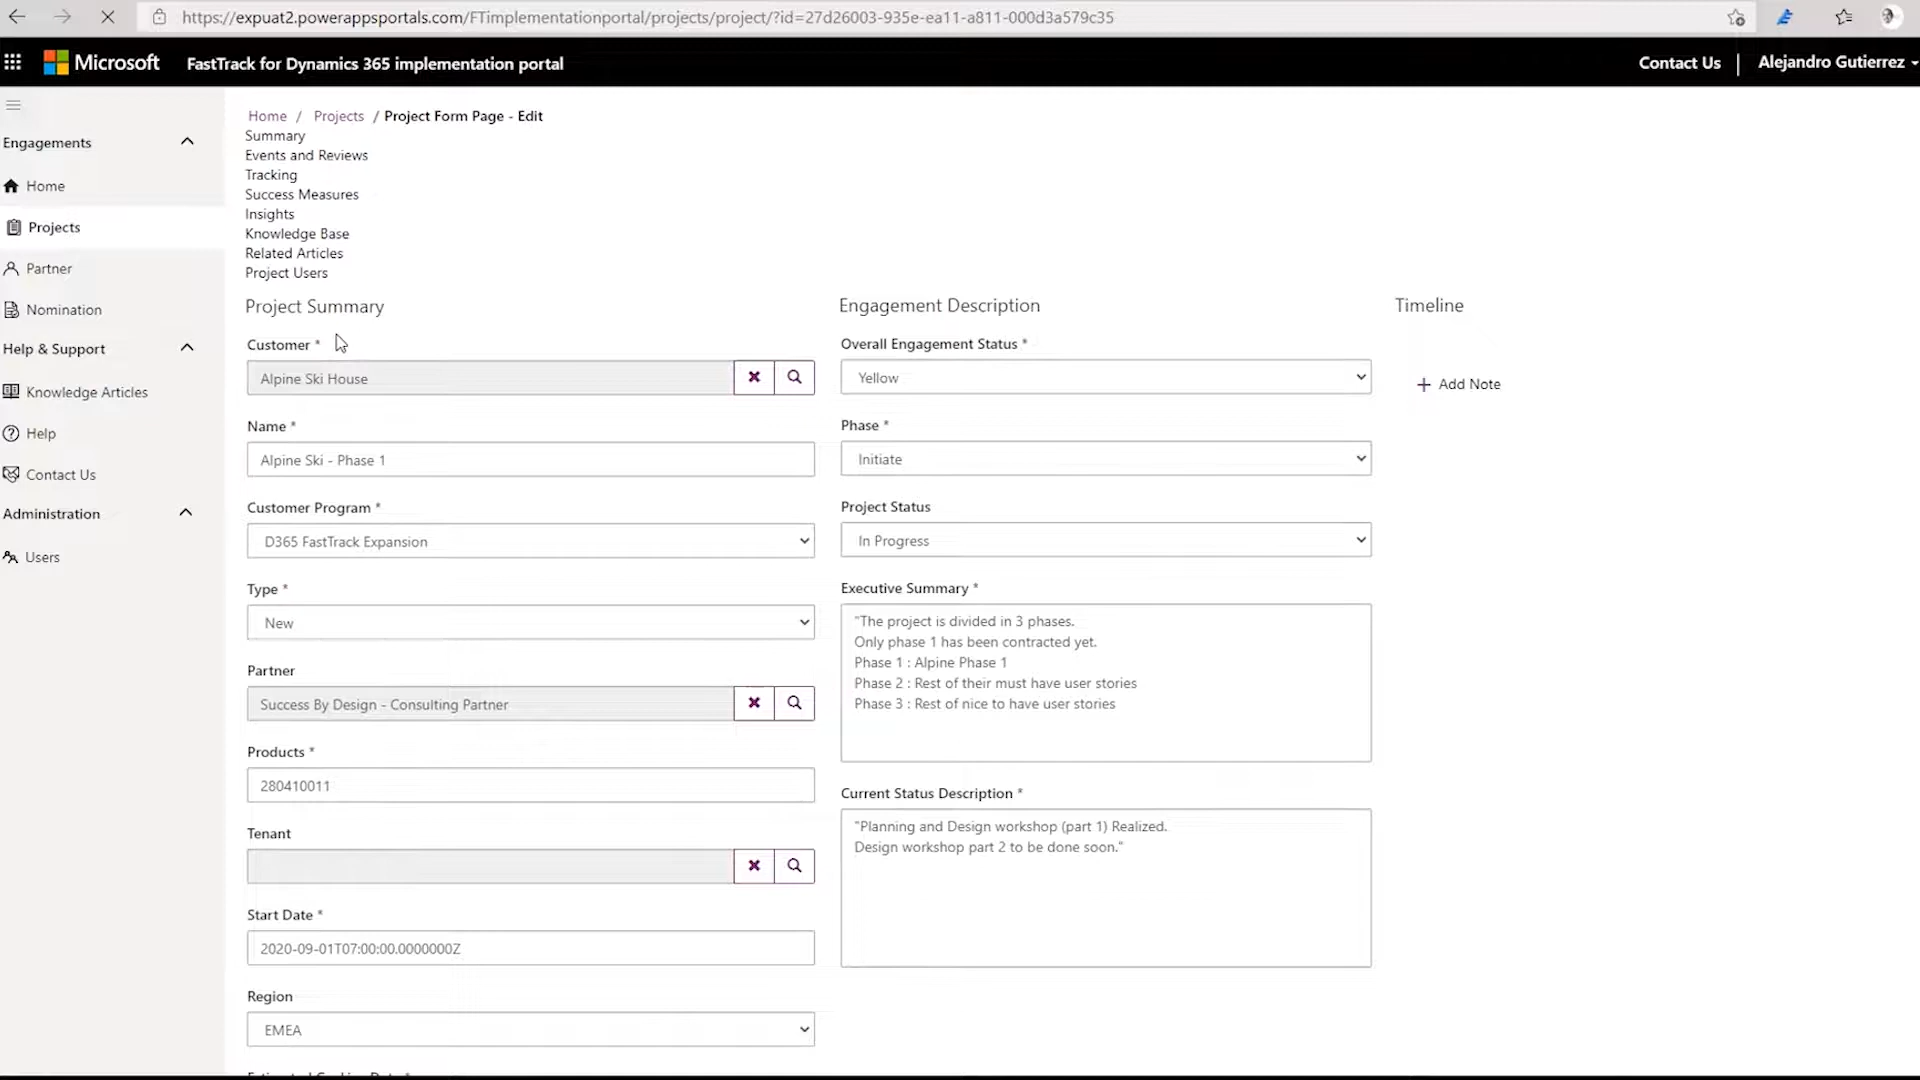 https://expuat2.powerappsportals.com/FTimplementationportal/projects/project/?id=27d26003-935e-ea11-a811-000d3a579c35
Microsoft FastTrack for Dynamics 365 implementation portal Contact Us | Alejandro Gutierrez
Engagements
Home
Projects
Partner
Nomination
Help & Support
Knowledge Articles
Help
Contact Us
Administration
Users
Home / Projects / Project Form Page - Edit
Summary
Events and Reviews
Tracking
Success Measures
Insights
Knowledge Base
Related Articles
Project Users
Project Summary
Customer *
Alpine Ski House
Name *
Alpine Ski - Phase 1
Customer Program *
D365 FastTrack Expansion
Type *
New
Partner
Success By Design - Consulting Partner
Products *
280410011
Tenant
Start Date *
2020-09-01T07:00:00.0000000Z
Region
EMEA
Engagement Description
Overall Engagement Status *
Yellow
Phase *
Initiate
Project Status
In Progress
Executive Summary *
"The project is divided in 3 phases.
Only phase 1 has been contracted yet.
Phase 1 : Alpine Phase 1
Phase 2 : Rest of their must have user stories
Phase 3 : Rest of nice to have user stories
Current Status Description *
"Planning and Design workshop (part 1) Realized.
Design workshop part 2 to be done soon."
Timeline
+ Add Note